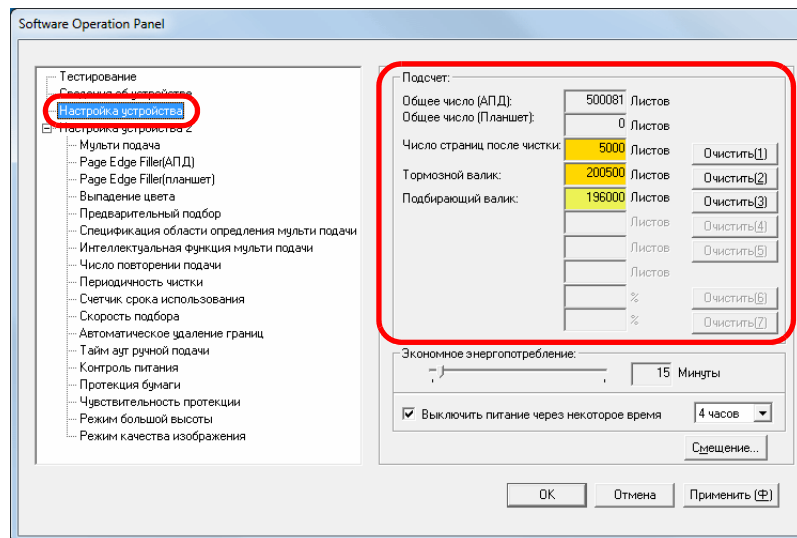 Software Operation Panel
Тестирование
Сведения об устройстве
Настройка устройства
Настройка устройства 2
Мульти подача
Page Edge Filler(АПД)
Page Edge Filler(планшет)
Выпадение цвета
Предварительный подбор
Спецификация области опредления мульти подачи
Интеллектуальная функция мульти подачи
Число повторении подачи
Периодичность чистки
Счетчик срока использования
Скорость подбора
Автоматическое удаление границ
Тайм аут ручной подачи
Контроль питания
Протекция бумаги
Чувствительность протекции
Режим большой высоты
Режим качества изображения
Подсчет:
Общее число (АПД): 500081 Листов
Общее число (Планшет): 0 Листов
Число страниц после чистки: 5000 Листов Очистить(1)
Тормозной валик: 200500 Листов Очистить(2)
Подбирающий валик: 196000 Листов Очистить(3)
Листов Очистить(4)
Листов Очистить(5)
Листов
% Очистить(6)
% Очистить(7)
Экономное энергопотребление:
15 Минуты
Выключить питание через некоторое время 4 часов
Смещение...
OK Отмена Применить (Ф)